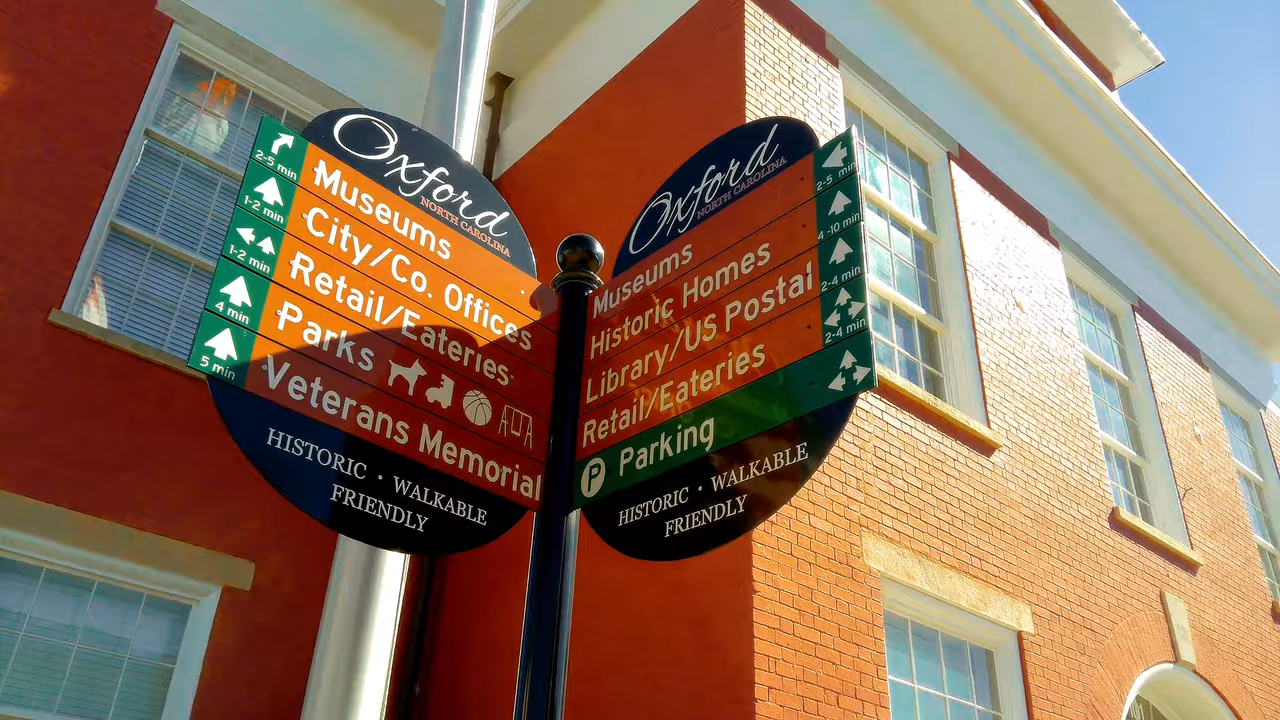 Oxford
NORTH CAROLINA
2-5 min
Museums
1-2 min
City/Co. Offices
1-2 min
Retail/Eateries
4 min
Parks
5 min
Veterans Memorial
HISTORIC · WALKABLE
FRIENDLY
Oxford
NORTH CAROLINA
Museums
2-5 min
Historic Homes
4-10 min
Library/US Postal
2-4 min
Retail/Eateries
2-4 min
P Parking
HISTORIC · WALKABLE
FRIENDLY